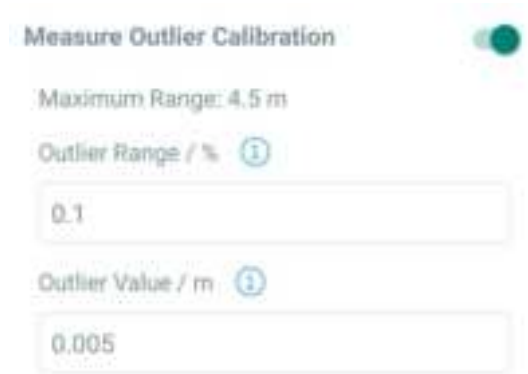 Measure Outlier Calibration
Maximum Range: 4.5 m
Outlier Range / %
0.1
Outlier Value / m
0.005